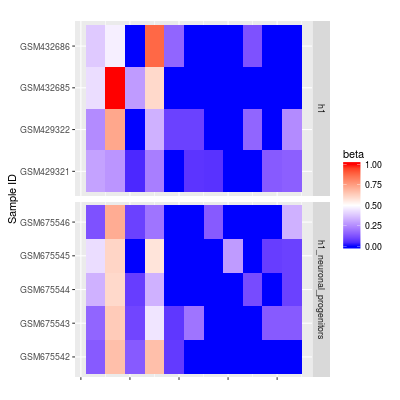 GSM432686
GSM432685
GSM429322
GSM429321
h1
GSM675546
GSM675545
GSM675544
GSM675543
GSM675542
h1_neuronal_progenitors
Sample ID
beta
1.00
0.75
0.50
0.25
0.00